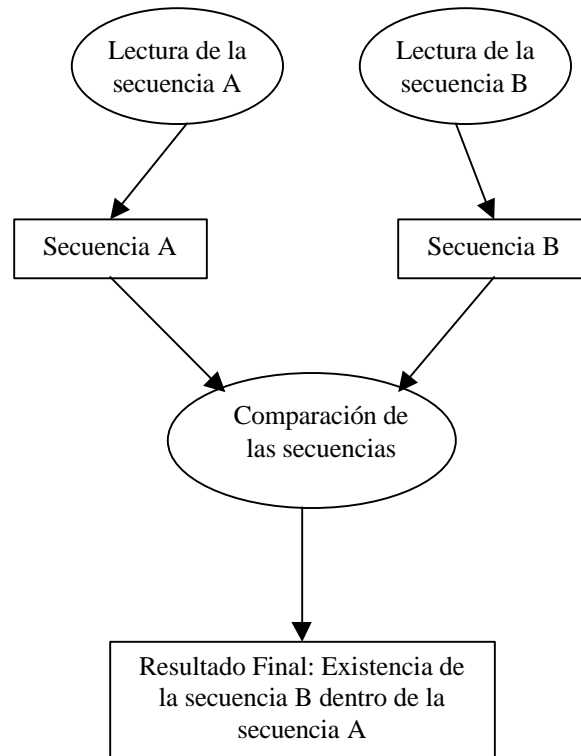 Lectura de la
secuencia A
Lectura de la
secuencia B
Secuencia A
Secuencia B
Comparación de
las secuencias
Resultado Final: Existencia de
la secuencia B dentro de la
secuencia A